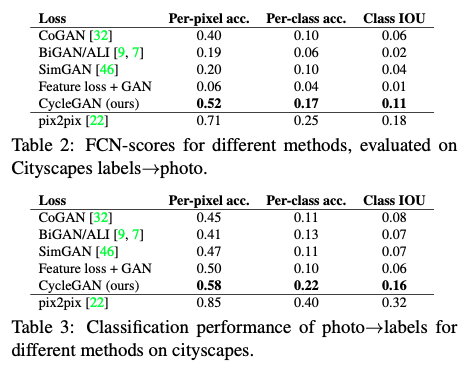 Loss Per-pixel acc. Per-class acc. Class IOU
CoGAN [32] 0.40 0.10 0.06
BiGAN/ALI [9, 7] 0.19 0.06 0.02
SimGAN [46] 0.20 0.10 0.04
Feature loss + GAN 0.06 0.04 0.01
CycleGAN (ours) 0.52 0.17 0.11
pix2pix [22] 0.71 0.25 0.18
Table 2: FCN-scores for different methods, evaluated on
Cityscapes labels→photo.
Loss Per-pixel acc. Per-class acc. Class IOU
CoGAN [32] 0.45 0.11 0.08
BiGAN/ALI [9, 7] 0.41 0.13 0.07
SimGAN [46] 0.47 0.11 0.07
Feature loss + GAN 0.50 0.10 0.06
CycleGAN (ours) 0.58 0.22 0.16
pix2pix [22] 0.85 0.40 0.32
Table 3: Classification performance of photo→labels for
different methods on cityscapes.